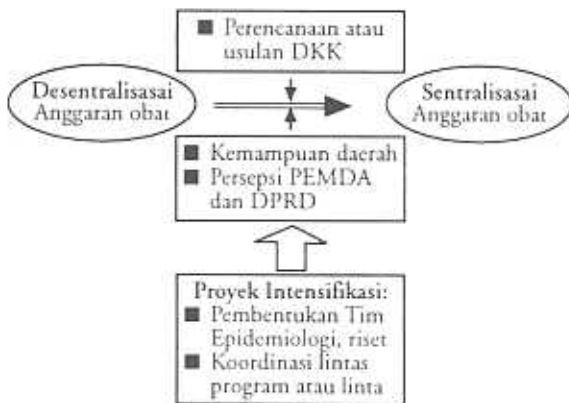 ■ Perencanaan atau
usulan DKK
Desentralisasai
Anggaran obat
Sentralisasai
Anggaran obat
■ Kemampuan daerah
■ Persepsi PEMDA
dan DPRD
Proyek Intensifikasi:
■ Pembentukan Tim
Epidemiologi, riset
■ Koordinasi lintas
program atau linta